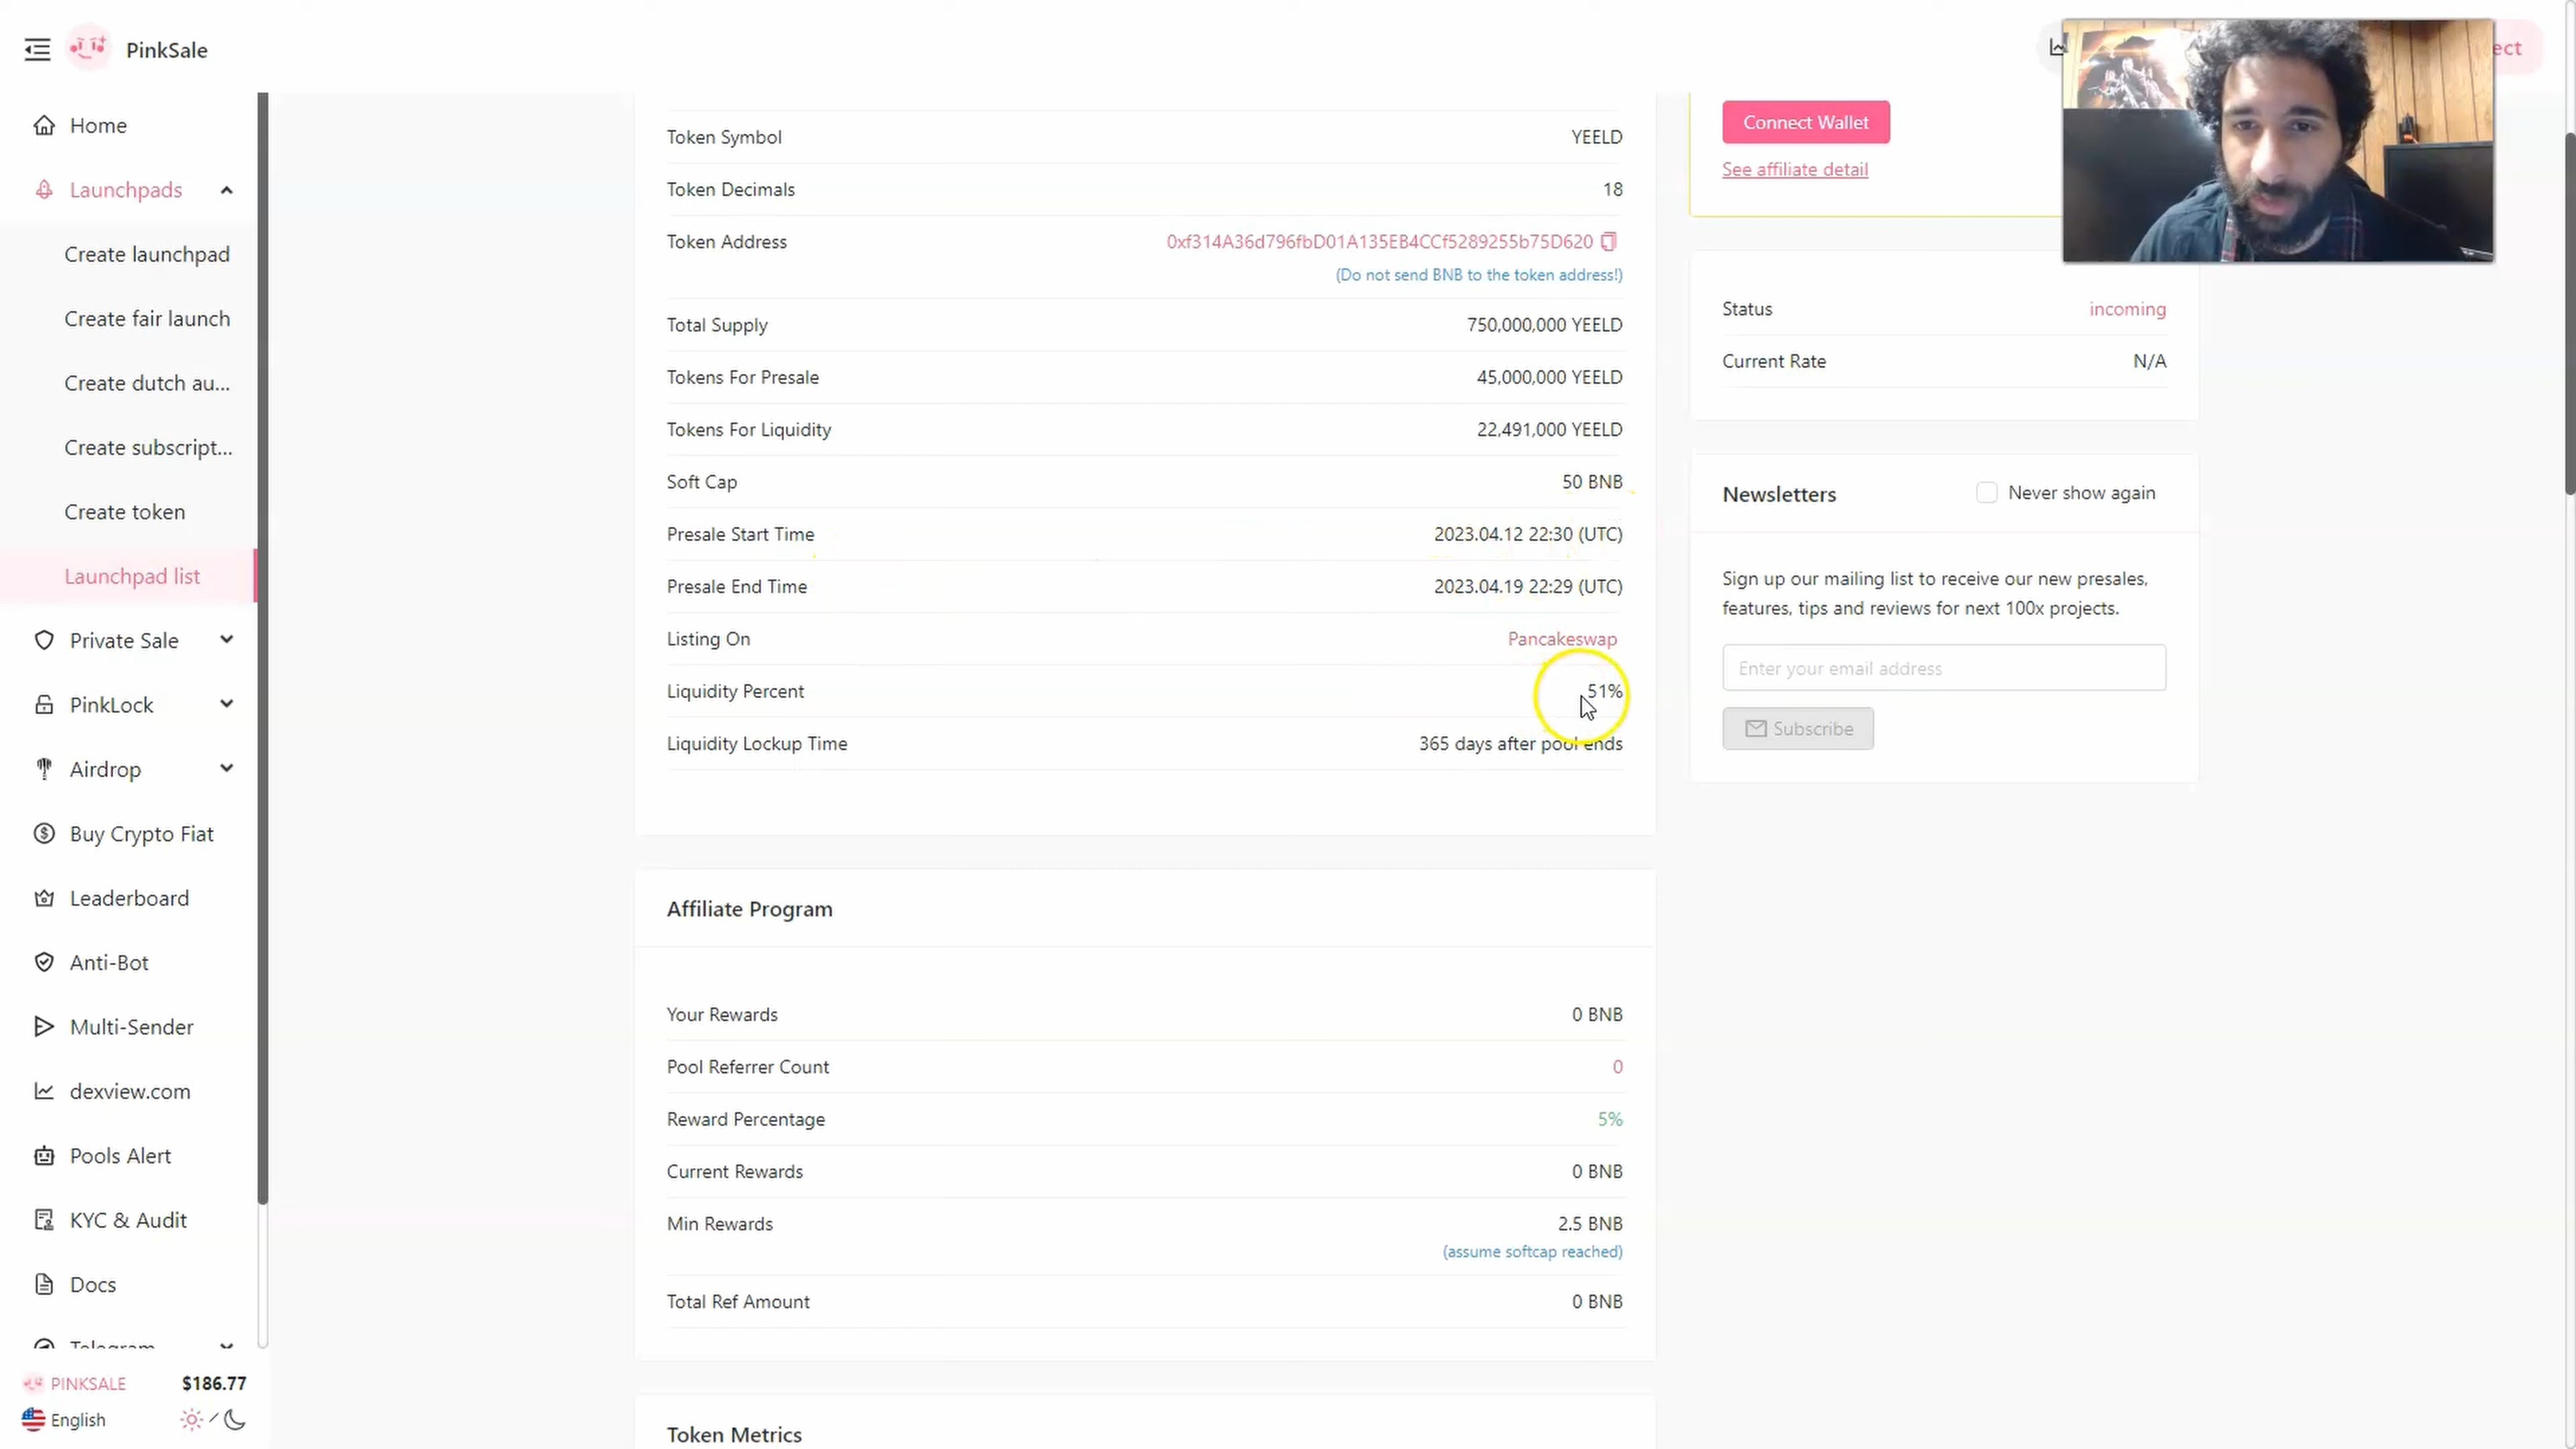 PinkSale
ect
Home
Launchpads
Create launchpad
Create fair launch
Create dutch au...
Create subscript...
Create token
Launchpad list
Private Sale
PinkLock
Airdrop
Buy Crypto Fiat
Leaderboard
Anti-Bot
Multi-Sender
dexview.com
Pools Alert
KYC & Audit
Docs
Telegram
PINKSALE $186.77
English
Token Symbol YEELD
Token Decimals 18
Token Address 0xf314A36d796fbD01A135EB4CCf5289255b75D620
(Do not send BNB to the token address!)
Total Supply 750,000,000 YEELD
Tokens For Presale 45,000,000 YEELD
Tokens For Liquidity 22,491,000 YEELD
Soft Cap 50 BNB
Presale Start Time 2023.04.12 22:30 (UTC)
Presale End Time 2023.04.19 22:29 (UTC)
Listing On Pancakeswap
Liquidity Percent 51%
Liquidity Lockup Time 365 days after pool ends
Affiliate Program
Your Rewards 0 BNB
Pool Referrer Count 0
Reward Percentage 5%
Current Rewards 0 BNB
Min Rewards 2.5 BNB
(assume softcap reached)
Total Ref Amount 0 BNB
Token Metrics
Connect Wallet
See affiliate detail
Status incoming
Current Rate N/A
Newsletters Never show again
Sign up our mailing list to receive our new presales,
features, tips and reviews for next 100x projects.
Enter your email address
Subscribe